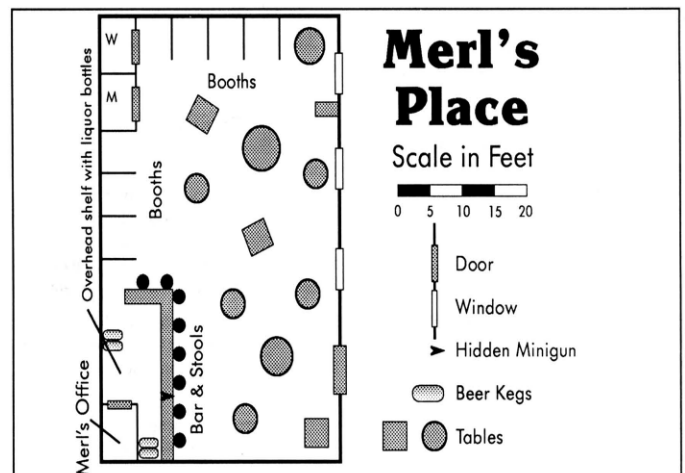 Merl's
Place
Scale in Feet
0 5 10 15 20
Door
Window
Hidden Minigun
Beer Kegs
Tables
W
M
Booths
Booths
Overhead shelf with liquor bottles
Bar & Stools
Merl's Office